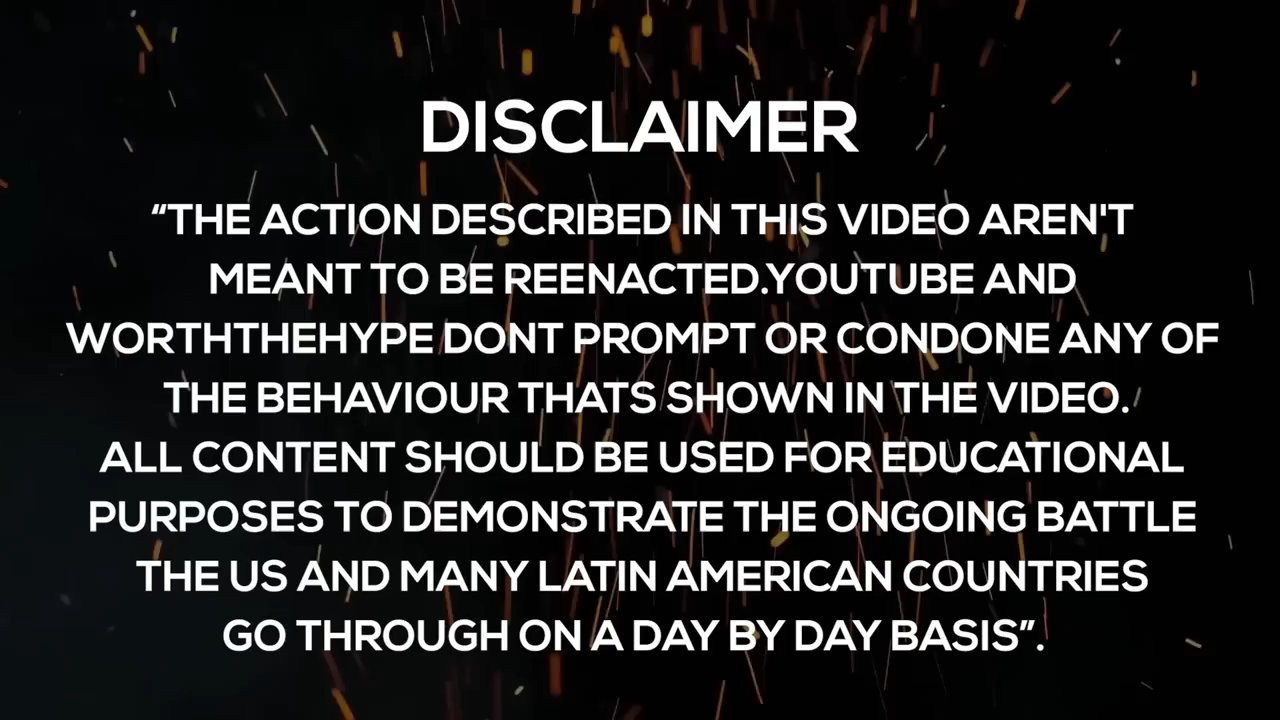 DISCLAIMER
“THE ACTION DESCRIBED IN THIS VIDEO AREN'T
MEANT TO BE REENACTED.YOUTUBE AND
WORTHTHEHYPE DONT PROMPT OR CONDONE ANY OF
THE BEHAVIOUR THATS SHOWN IN THE VIDEO.
ALL CONTENT SHOULD BE USED FOR EDUCATIONAL
PURPOSES TO DEMONSTRATE THE ONGOING BATTLE
THE US AND MANY LATIN AMERICAN COUNTRIES
GO THROUGH ON A DAY BY DAY BASIS”.